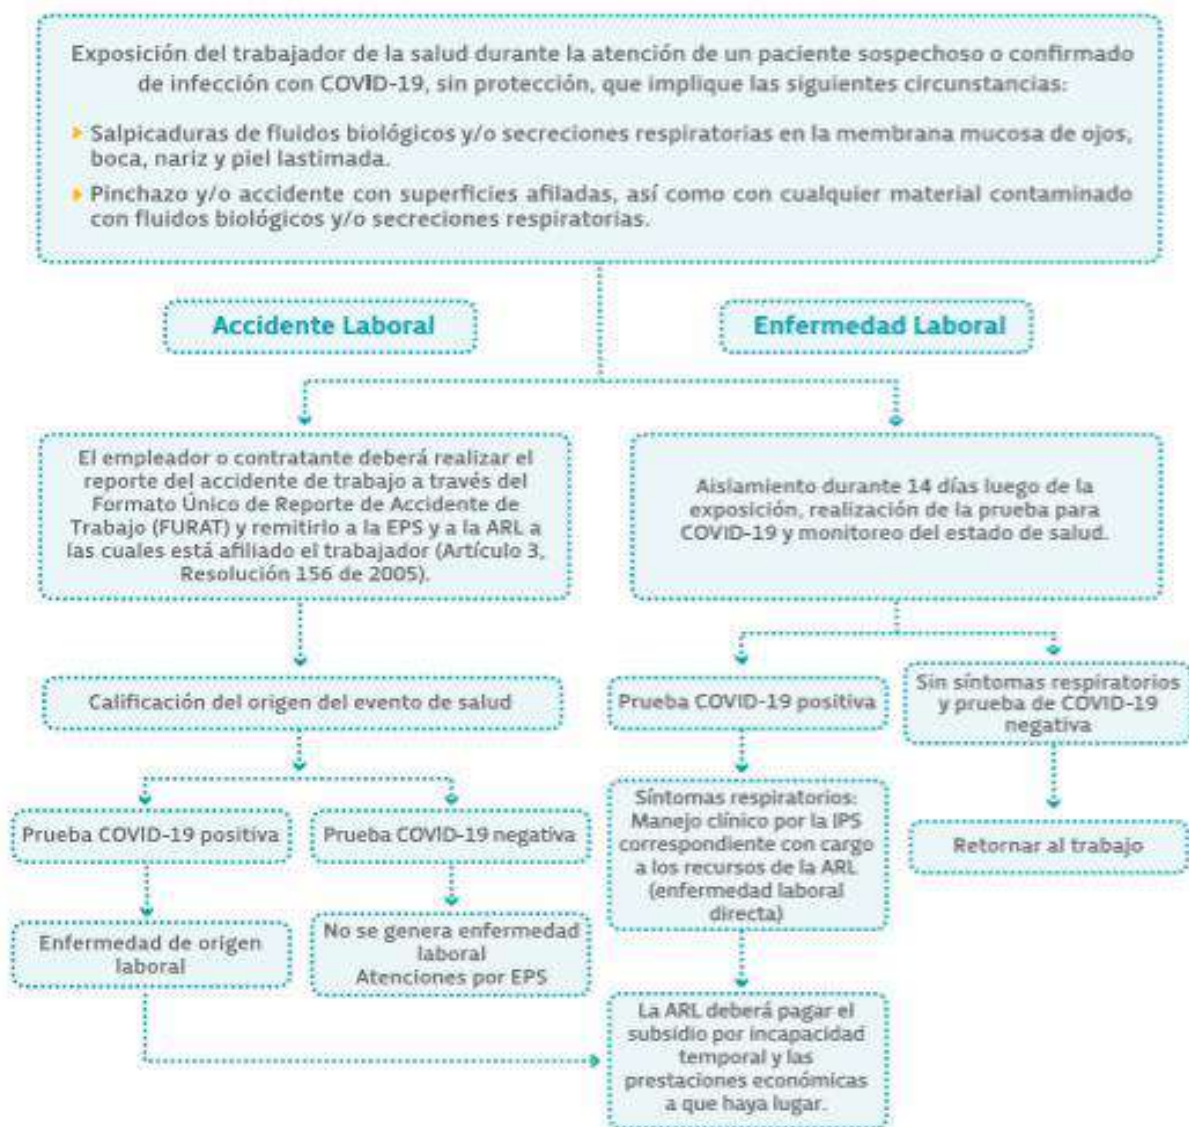 Exposición del trabajador de la salud durante la atención de un paciente sospechoso o confirmado
de infección con COVID-19, sin protección, que implique las siguientes circunstancias:
Salpicaduras de fluidos biológicos y/o secreciones respiratorias en la membrana mucosa de ojos,
boca, nariz y piel lastimada.
Pinchazo y/o accidente con superficies afiladas, así como con cualquier material contaminado
con fluidos biológicos y/o secreciones respiratorias.
Accidente Laboral
Enfermedad Laboral
El empleador o contratante deberá realizar el
reporte del accidente de trabajo a través del
Formato Único de Reporte de Accidente de
Trabajo (FURAT) y remitirlo a la EPS y a la ARL a
las cuales está afiliado el trabajador (Artículo 3,
Resolución 156 de 2005).
Aislamiento durante 14 días luego de la
exposición, realización de la prueba para
COVID-19 y monitoreo del estado de salud.
Calificación del origen del evento de salud
Prueba COVID-19 positiva
Sin síntomas respiratorios
y prueba de COVID-19
negativa
Prueba COVID-19 positiva
Prueba COVID-19 negativa
Síntomas respiratorios:
Manejo clínico por la IPS
correspondiente con cargo
a los recursos de la ARL
(enfermedad laboral
directa)
Retornar al trabajo
Enfermedad de origen
laboral
No se genera enfermedad
laboral
Atenciones por EPS
La ARL deberá pagar el
subsidio por incapacidad
temporal y las
prestaciones económicas
a que haya lugar.